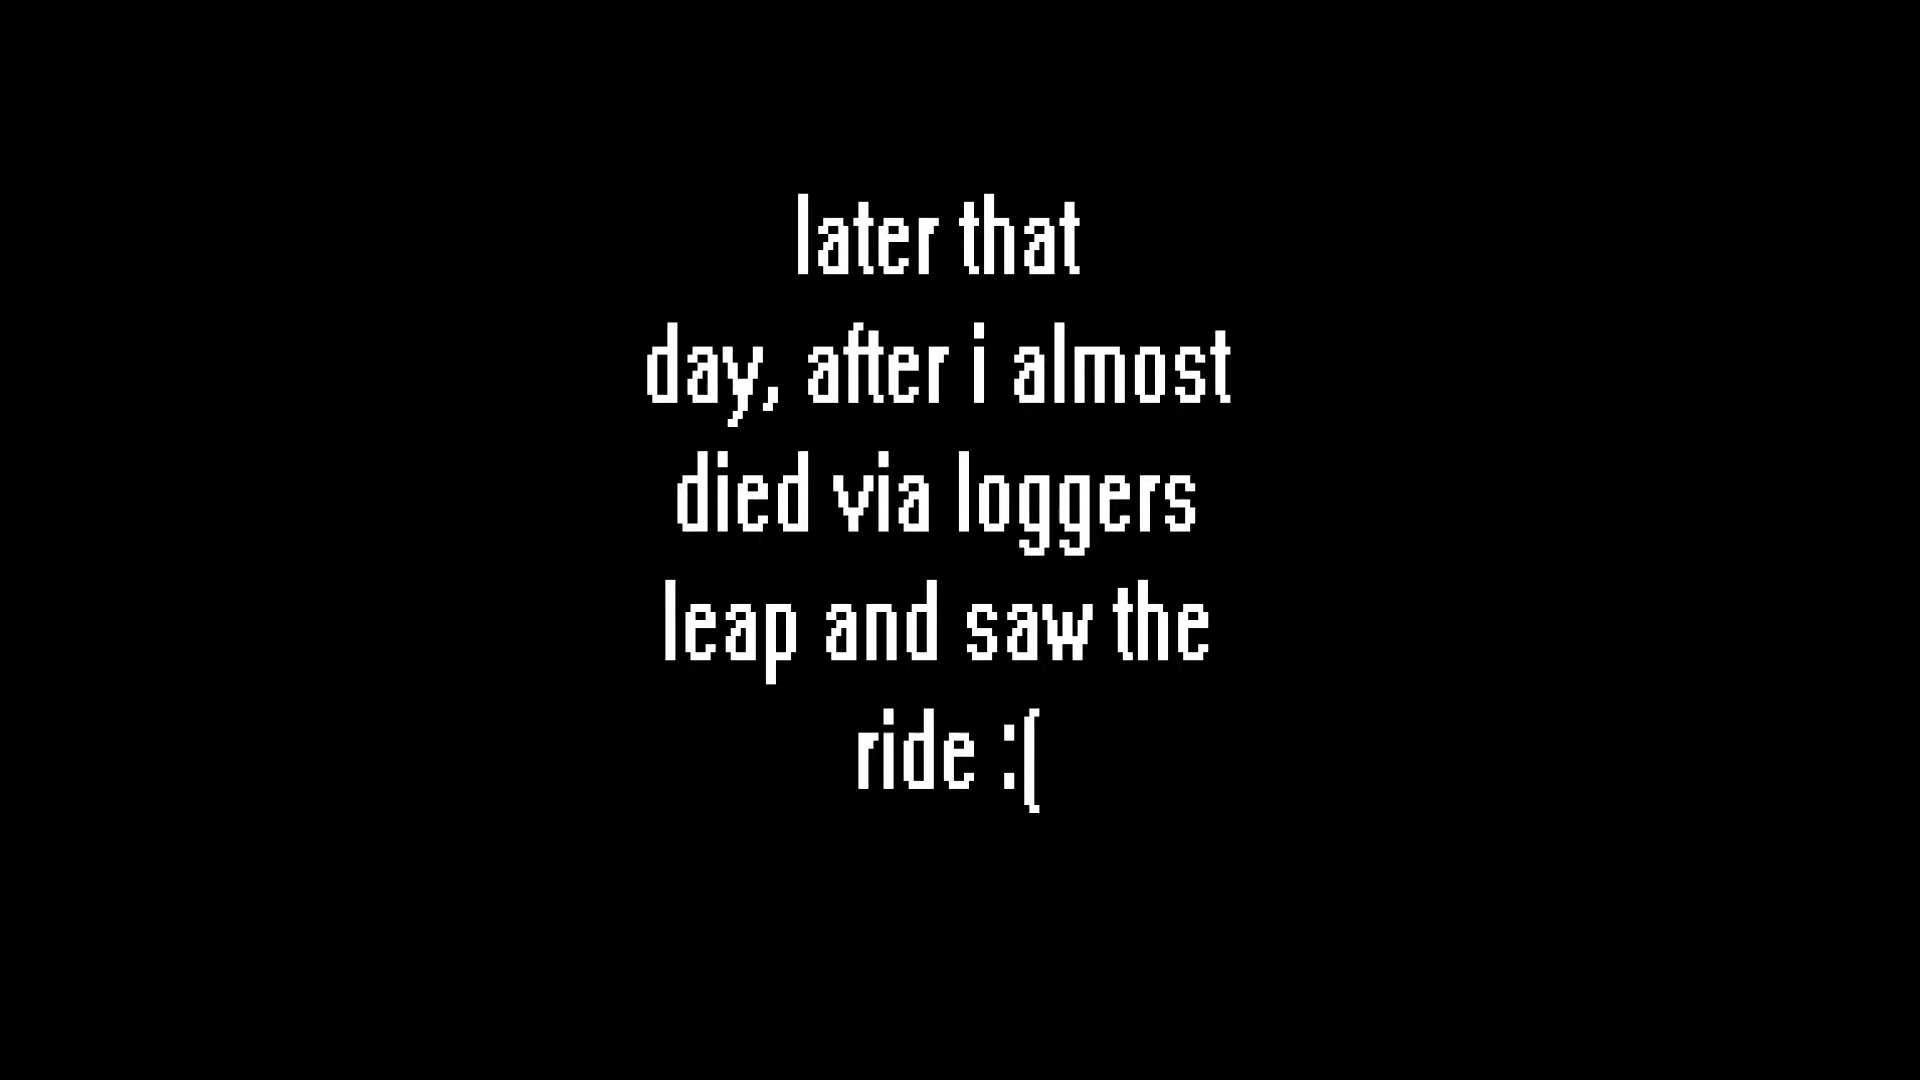 later that
day, after i almost
died via loggers
leap and saw the
ride :(